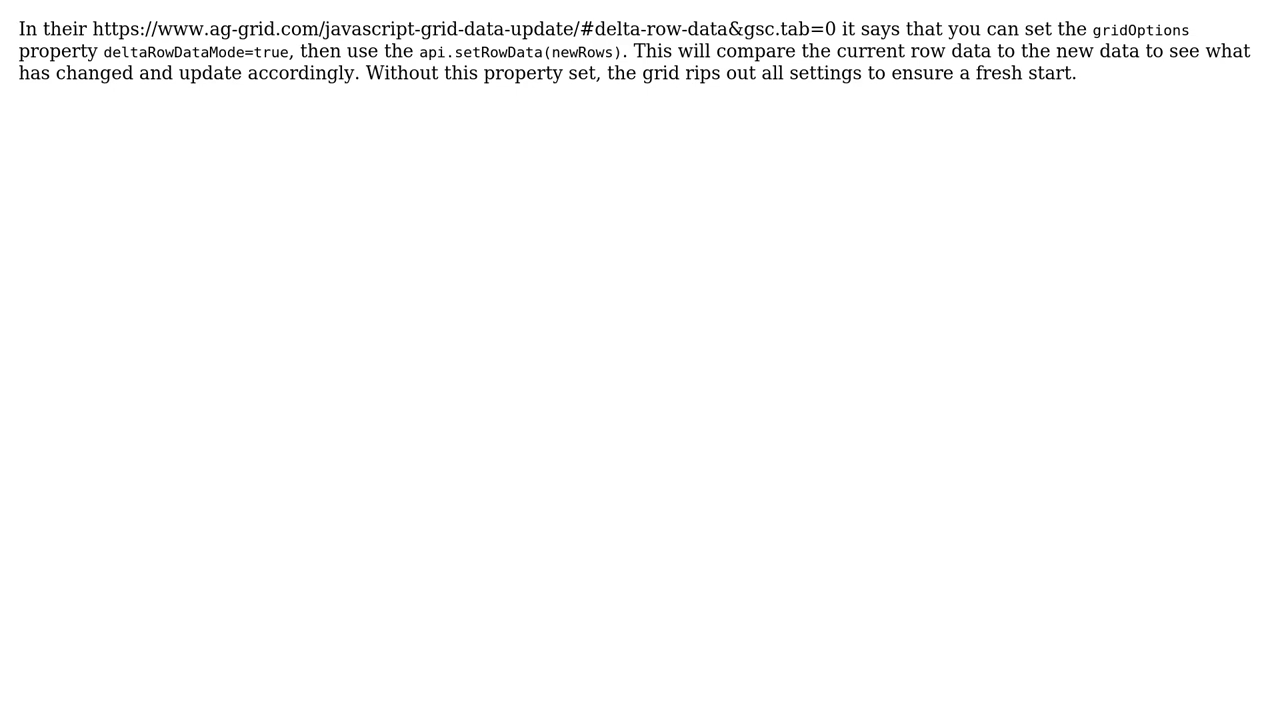 In their https://www.ag-grid.com/javascript-grid-data-update/#delta-row-data&gsc.tab=0 it says that you can set the gridOptions
property deltaRowDataMode=true, then use the api.setRowData(newRows). This will compare the current row data to the new data to see what
has changed and update accordingly. Without this property set, the grid rips out all settings to ensure a fresh start.